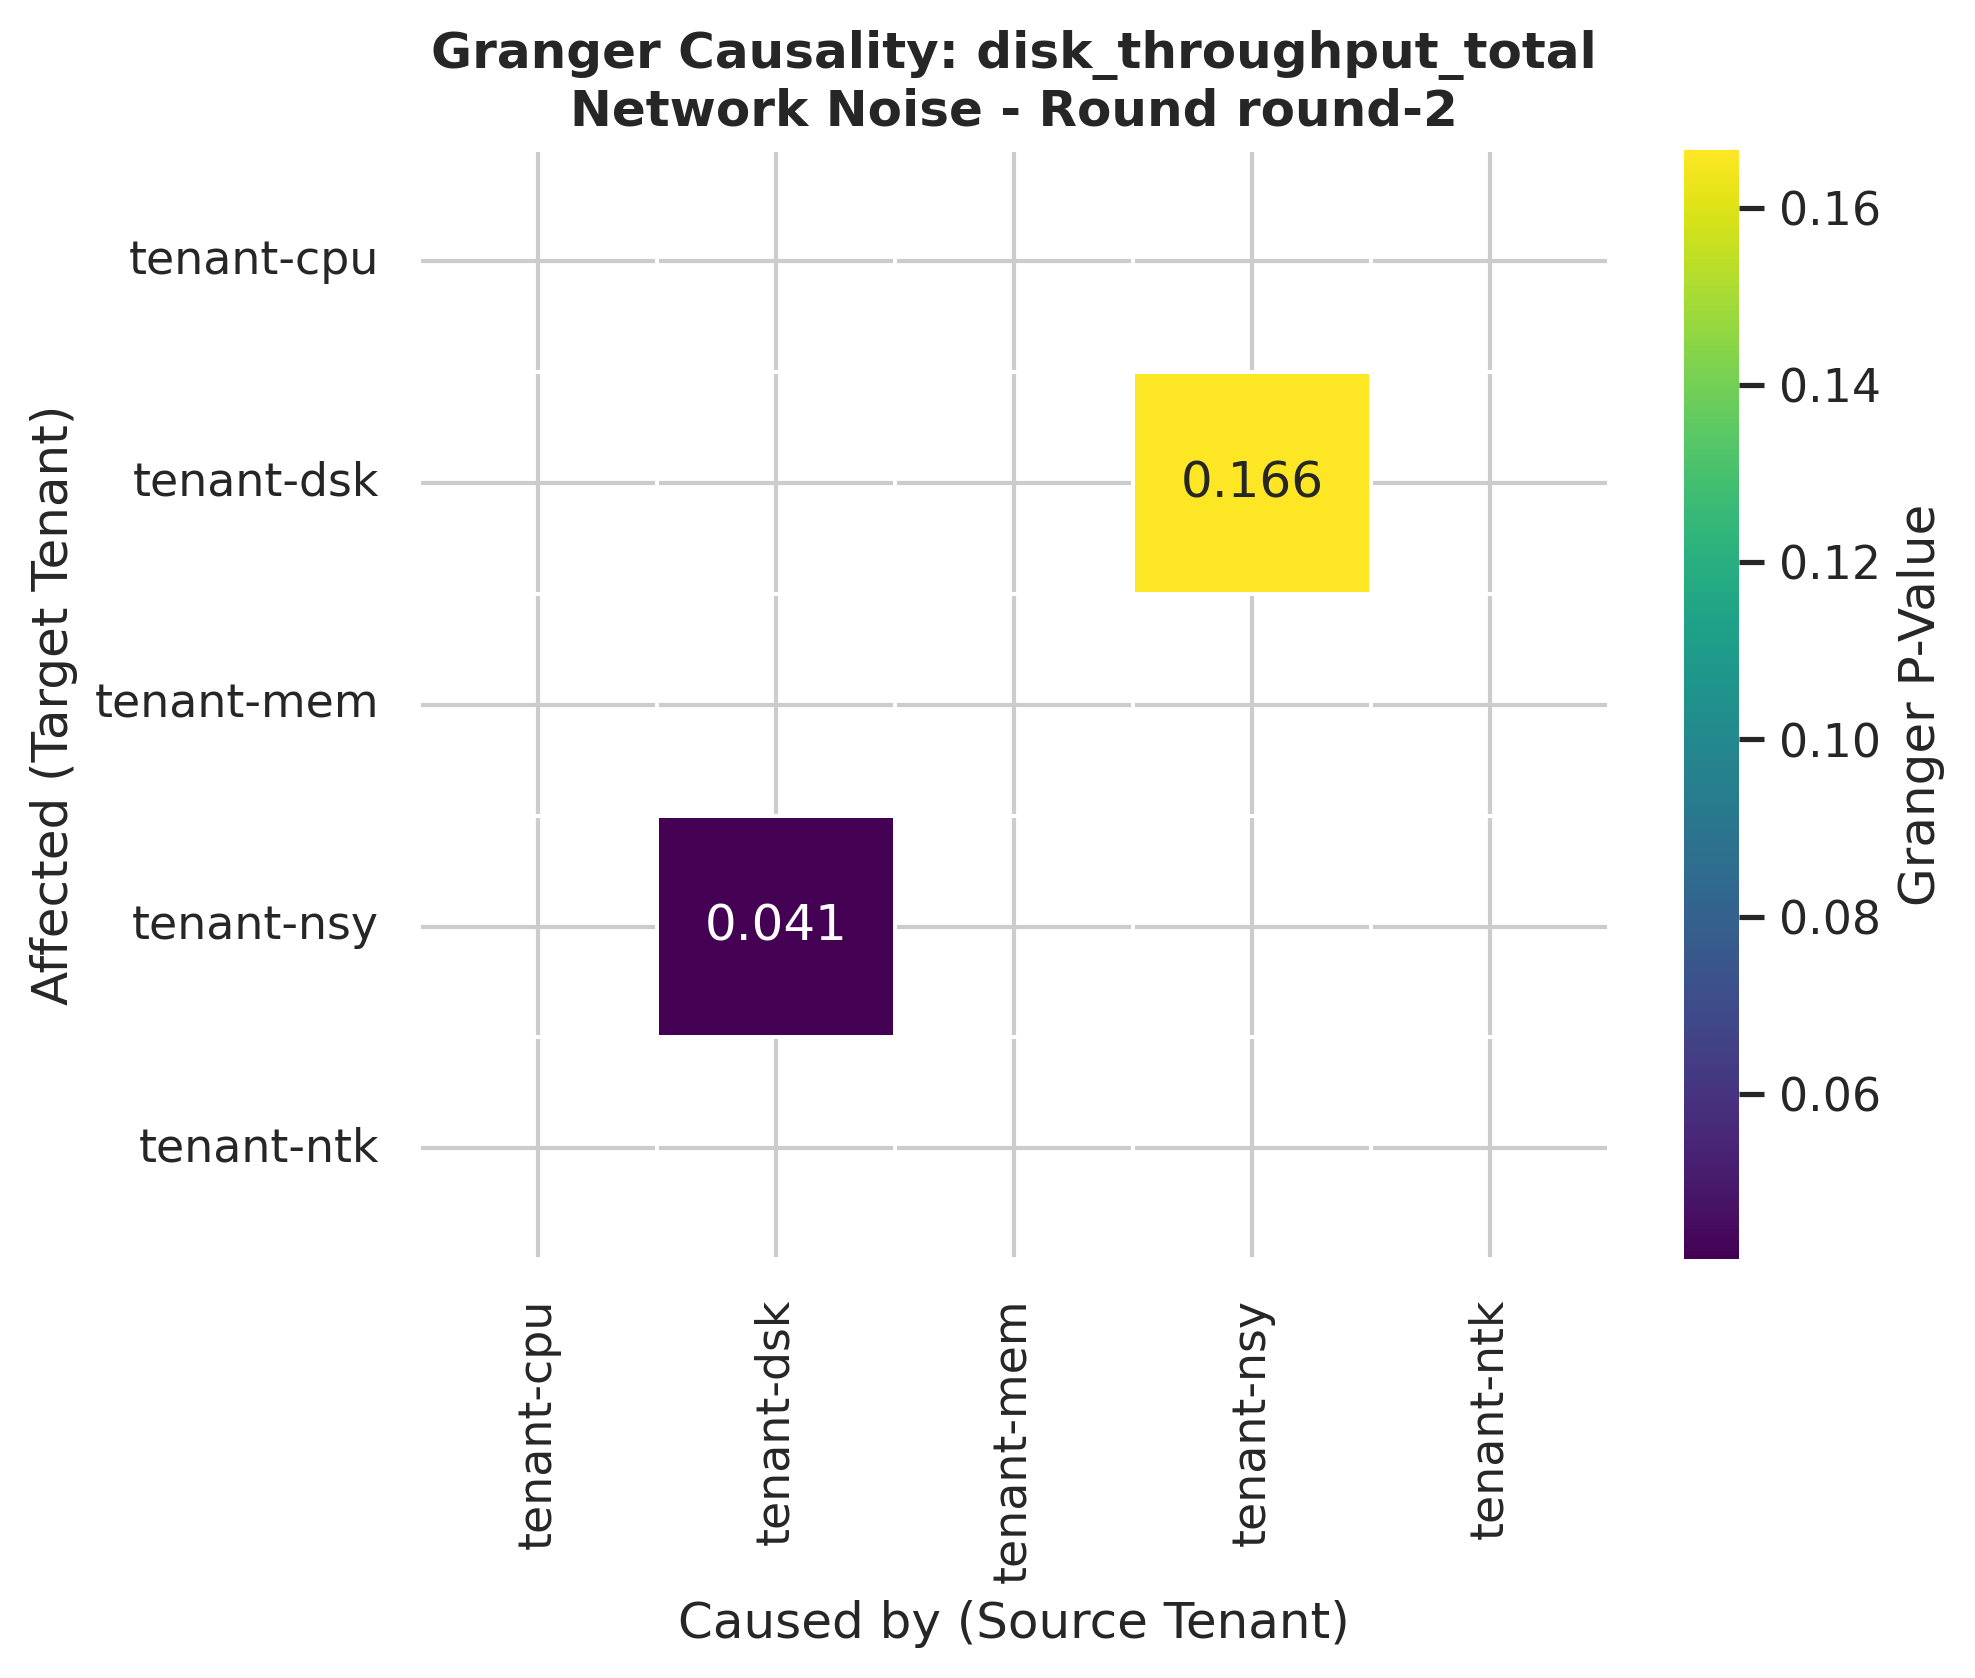 Granger Causality: disk_throughput_total
Network Noise - Round round-2
Affected (Target Tenant)
tenant-cpu
tenant-dsk
tenant-mem
tenant-nsy
tenant-ntk
0.166
0.041
tenant-cpu
tenant-dsk
tenant-mem
tenant-nsy
tenant-ntk
Caused by (Source Tenant)
0.16
0.14
0.12
0.10
0.08
0.06
Granger P-Value